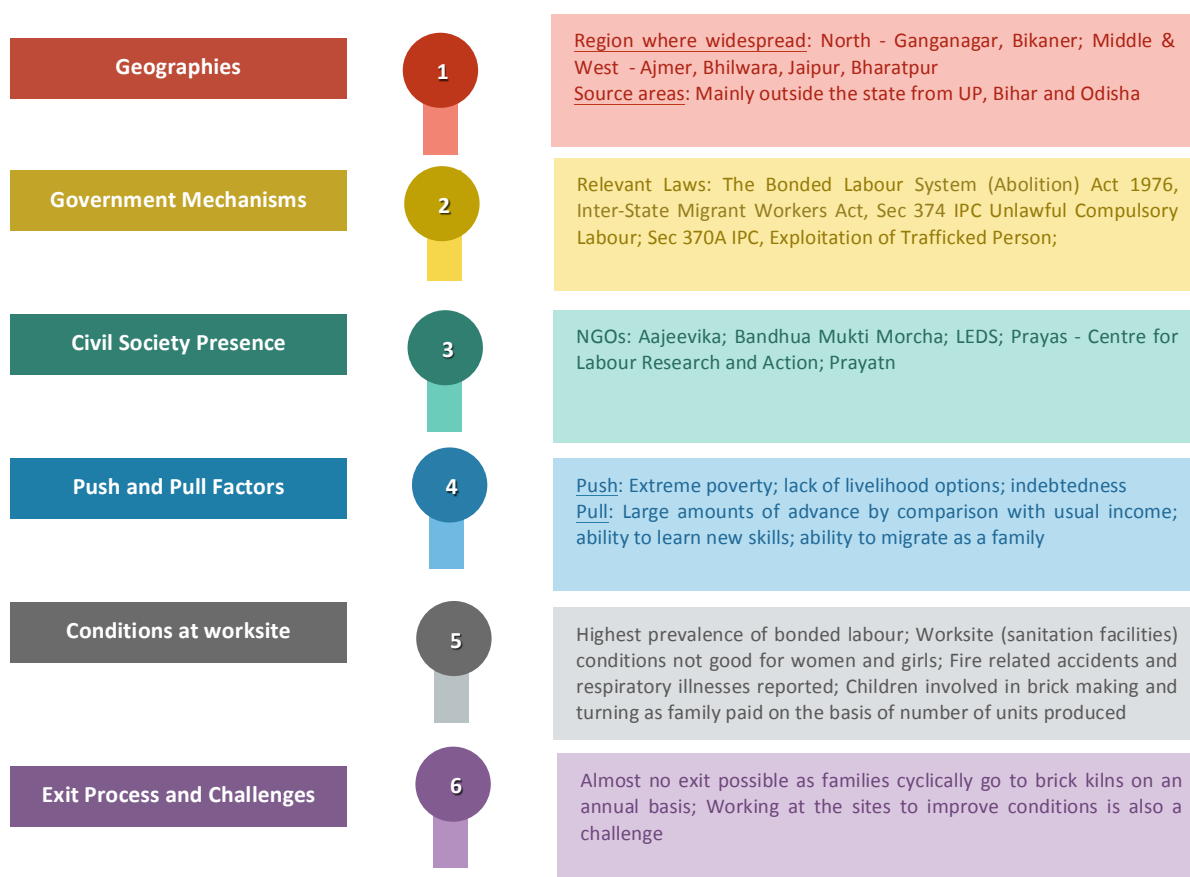 Geographies
1
Region where widespread: North - Ganganagar, Bikaner; Middle &
West - Ajmer, Bhilwara, Jaipur, Bharatpur
Source areas: Mainly outside the state from UP, Bihar and Odisha
Government Mechanisms
2
Relevant Laws: The Bonded Labour System (Abolition) Act 1976,
Inter-State Migrant Workers Act, Sec 374 IPC Unlawful Compulsory
Labour; Sec 370A IPC, Exploitation of Trafficked Person;
Civil Society Presence
3
NGOs: Aajeevika; Bandhua Mukti Morcha; LEDS; Prayas - Centre for
Labour Research and Action; Prayatn
Push and Pull Factors
4
Push: Extreme poverty; lack of livelihood options; indebtedness
Pull: Large amounts of advance by comparison with usual income;
ability to learn new skills; ability to migrate as a family
Conditions at worksite
5
Highest prevalence of bonded labour; Worksite (sanitation facilities)
conditions not good for women and girls; Fire related accidents and
respiratory illnesses reported; Children involved in brick making and
turning as family paid on the basis of number of units produced
Exit Process and Challenges
6
Almost no exit possible as families cyclically go to brick kilns on an
annual basis; Working at the sites to improve conditions is also a
challenge